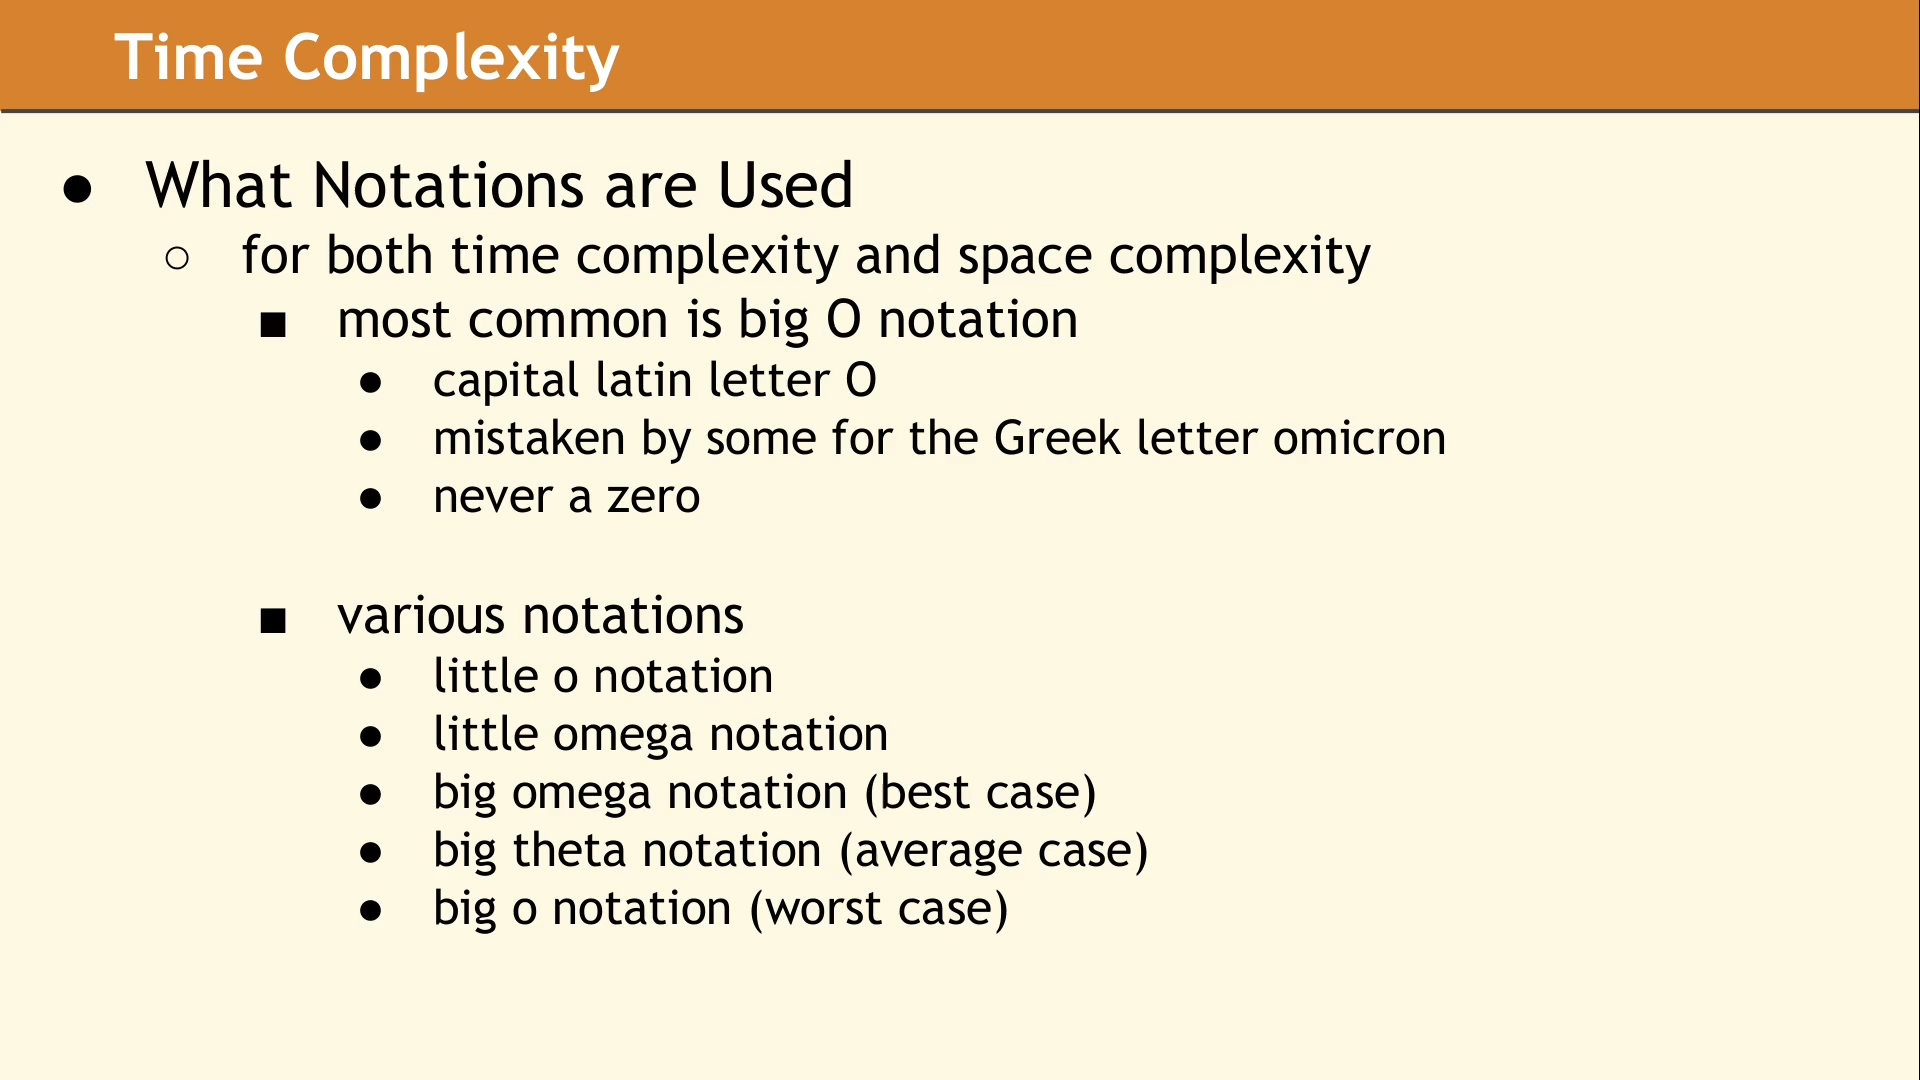 Time Complexity
● What Notations are Used
○ for both time complexity and space complexity
■ most common is big O notation
● capital latin letter O
● mistaken by some for the Greek letter omicron
● never a zero
■ various notations
● little o notation
● little omega notation
● big omega notation (best case)
● big theta notation (average case)
● big o notation (worst case)